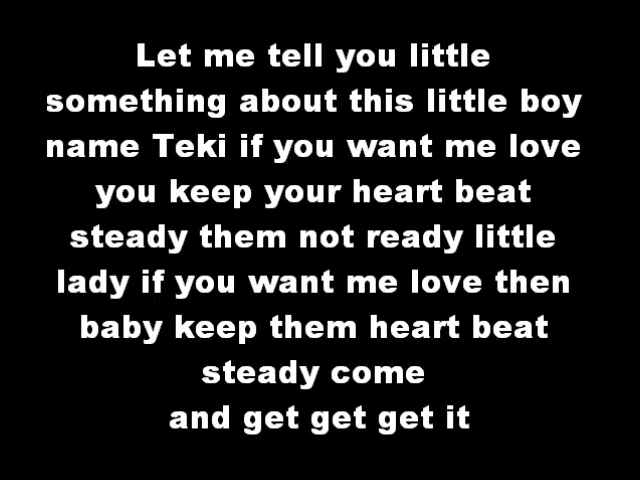 Let me tell you little
something about this little boy
name Teki if you want me love
you keep your heart beat
steady them not ready little
lady if you want me love then
baby keep them heart beat
steady come
and get get get it